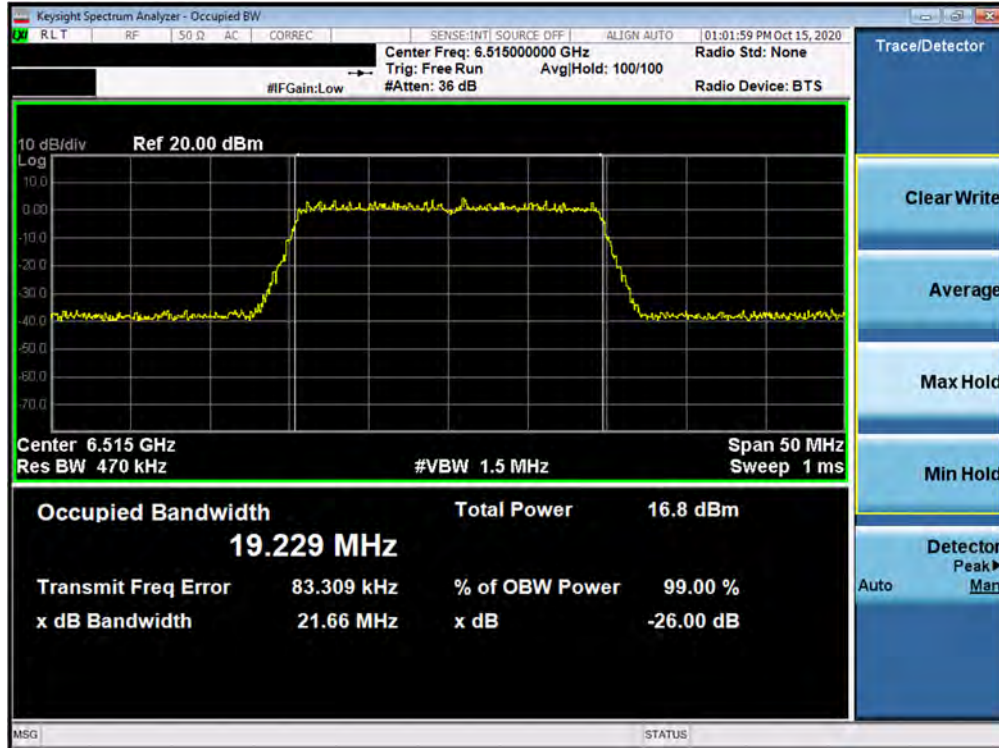 Keysight Spectrum Analyzer - Occupied BW
LXI RLT RF 50 Ω AC CORREC SENSE:INT SOURCE OFF ALIGN AUTO 01:01:59 PM Oct 15, 2020
Center Freq: 6.515000000 GHz Radio Std: None
Trig: Free Run Avg|Hold: 100/100
#IFGain:Low #Atten: 36 dB Radio Device: BTS
Trace/Detector
10 dB/div Ref 20.00 dBm
Log
10.0
0.00
-10.0
-20.0
-30.0
-40.0
-50.0
-60.0
-70.0
Center 6.515 GHz Span 50 MHz
Res BW 470 kHz #VBW 1.5 MHz Sweep 1 ms
Occupied Bandwidth Total Power 16.8 dBm
19.229 MHz
Transmit Freq Error 83.309 kHz % of OBW Power 99.00 %
x dB Bandwidth 21.66 MHz x dB -26.00 dB
Clear Write
Average
Max Hold
Min Hold
Detector
Peak
Auto Man
MSG STATUS